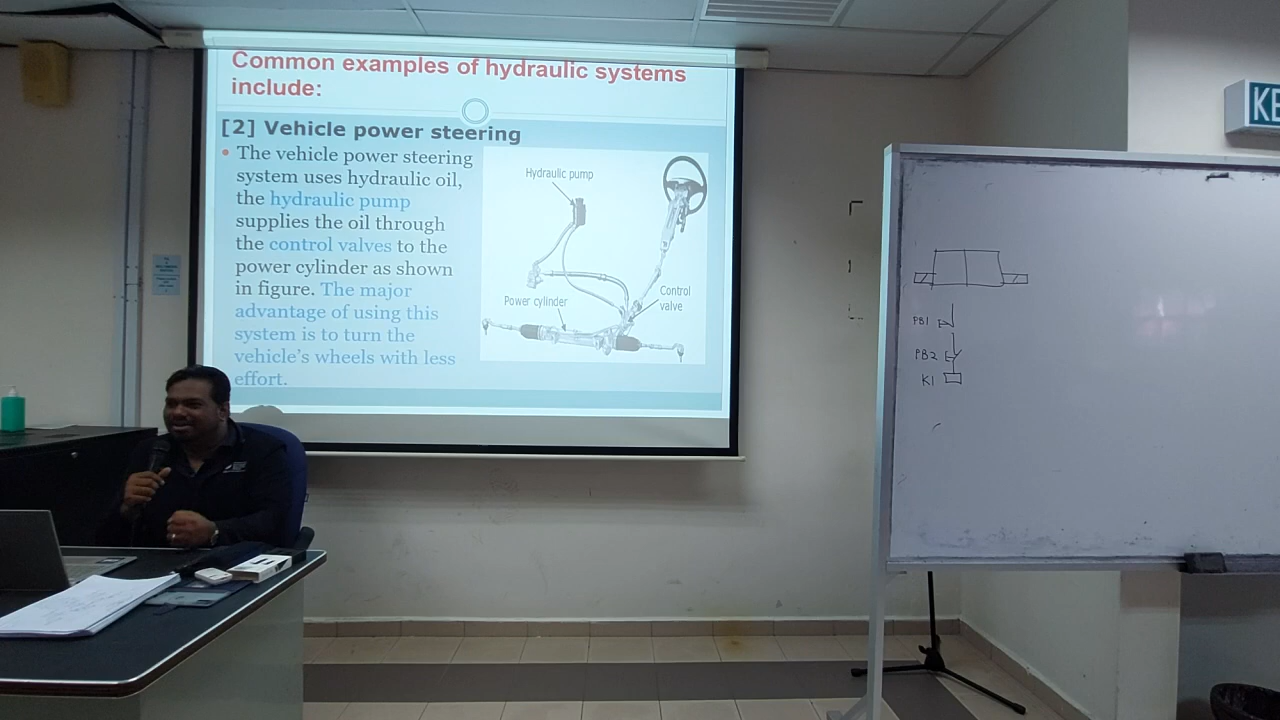 Common examples of hydraulic systems
include:
[2] Vehicle power steering
• The vehicle power steering
system uses hydraulic oil,
the hydraulic pump
supplies the oil through
the control valves to the
power cylinder as shown
in figure. The major
advantage of using this
system is to turn the
vehicle's wheels with less
effort.
Hydraulic pump
Power cylinder
Control
valve
KE
PB1
PB2
K1